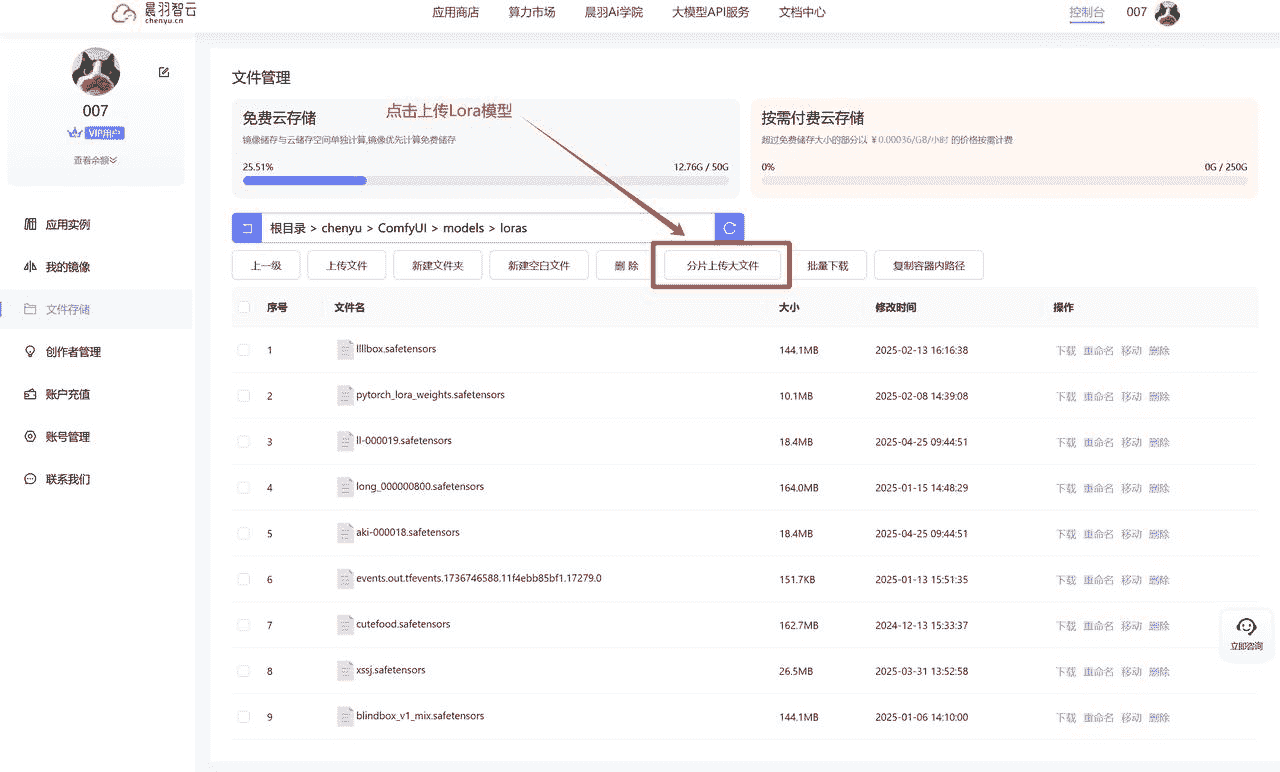 晨羽智云
chenyu.cn
应用商店 算力市场 晨羽Ai学院 大模型API服务 文档中心 控制台 007
007
VIP用户
查看余额
应用实例
我的镜像
文件存储
创作者管理
账户充值
账号管理
联系我们
文件管理
免费云存储
点击上传Lora模型
镜像储存与云储存空间单独计算,镜像优先计算免费储存
25.51% 12.76G / 50G
按需付费云存储
超过免费储存大小的部分以 ￥0.00036/GB/小时 的价格按需计费
0% 0G / 250G
根目录 > chenyu > ComfyUI > models > loras
上一级 上传文件 新建文件夹 新建空白文件 删 除 分片上传大文件 批量下载 复制容器内路径
序号 文件名 大小 修改时间 操作
1 llllbox.safetensors 144.1MB 2025-02-13 16:16:38 下载 重命名 移动 删除
2 pytorch_lora_weights.safetensors 10.1MB 2025-02-08 14:39:08 下载 重命名 移动 删除
3 ll-000019.safetensors 18.4MB 2025-04-25 09:44:51 下载 重命名 移动 删除
4 long_000000800.safetensors 164.0MB 2025-01-15 14:48:29 下载 重命名 移动 删除
5 aki-000018.safetensors 18.4MB 2025-04-25 09:44:51 下载 重命名 移动 删除
6 events.out.tfevents.1736746588.11f4ebb85bf1.17279.0 151.7KB 2025-01-13 15:51:35 下载 重命名 移动 删除
7 cutefood.safetensors 162.7MB 2024-12-13 15:33:37 下载 重命名 移动 删除
8 xssj.safetensors 26.5MB 2025-03-31 13:52:58 下载 重命名 移动 删除
9 blindbox_v1_mix.safetensors 144.1MB 2025-01-06 14:10:00 下载 重命名 移动 删除
立即咨询